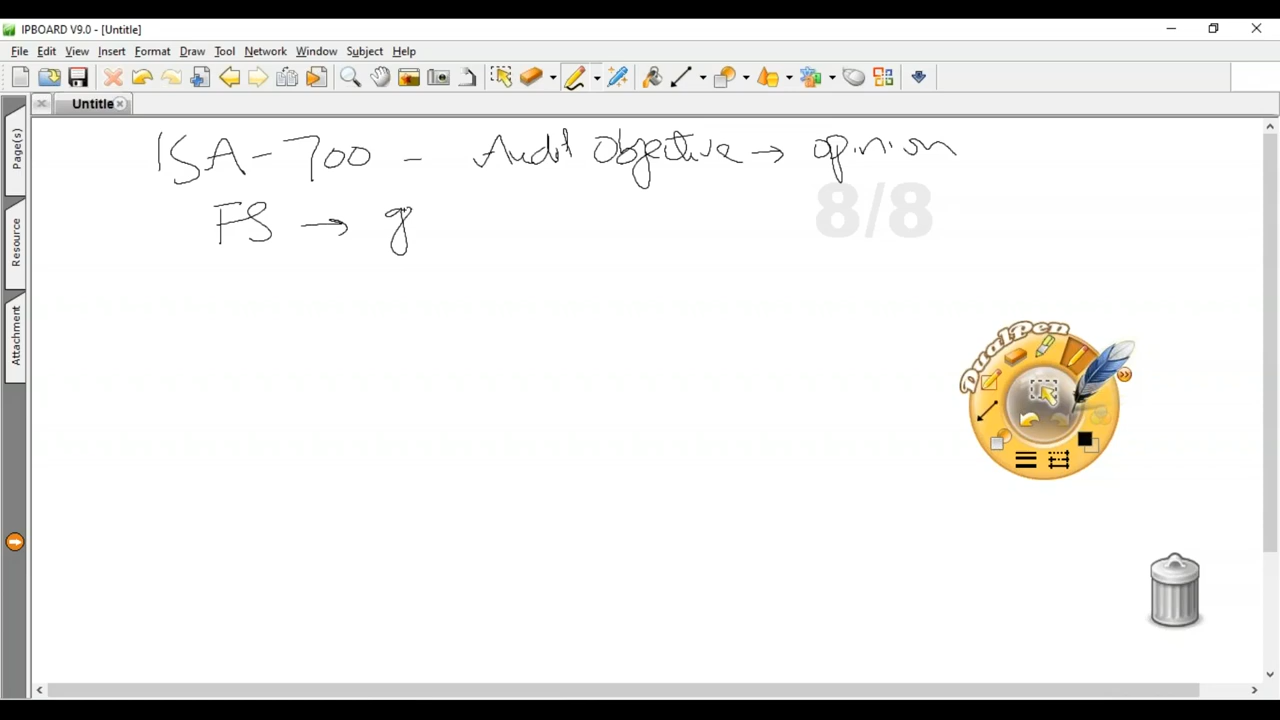 IPBOARD V9.0 - [Untitle]
File Edit View Insert Format Draw Tool Network Window Subject Help
Untitle
Page(s)
Resource
Attachment
ISA-700 - Audit Objective → opinion
FS → g
8/8
DualPen